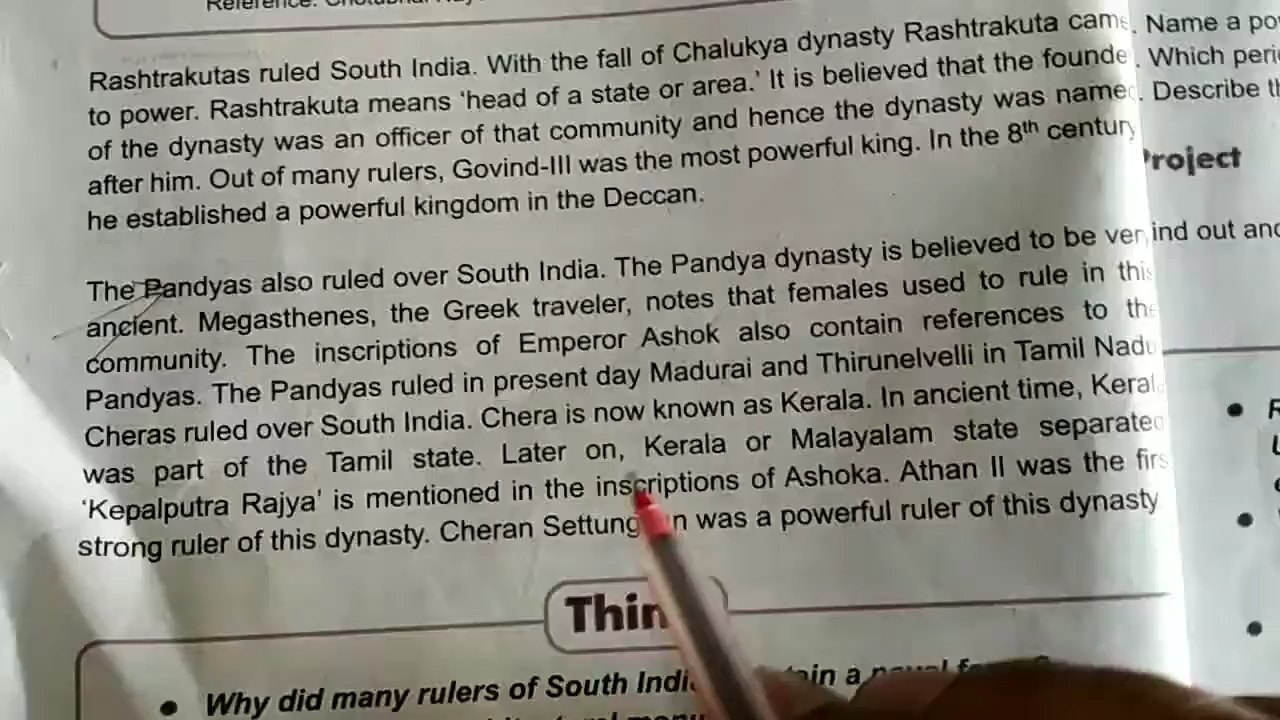 Rashtrakutas ruled South India. With the fall of Chalukya dynasty Rashtrakuta came
to power. Rashtrakuta means 'head of a state or area.' It is believed that the founde
of the dynasty was an officer of that community and hence the dynasty was name
after him. Out of many rulers, Govind-III was the most powerful king. In the 8th century
he established a powerful kingdom in the Deccan.
The Pandyas also ruled over South India. The Pandya dynasty is believed to be ver
ancient. Megasthenes, the Greek traveler, notes that females used to rule in this
community. The inscriptions of Emperor Ashok also contain references to the
Pandyas. The Pandyas ruled in present day Madurai and Thirunelvelli in Tamil Nadu
Cheras ruled over South India. Chera is now known as Kerala. In ancient time, Keral
was part of the Tamil state. Later on, Kerala or Malayalam state separated
'Kepalputra Rajya' is mentioned in the inscriptions of Ashoka. Athan II was the firs
strong ruler of this dynasty. Cheran Settung n was a powerful ruler of this dynasty
Thin
Why did many rulers of South Indi
. Name a po
. Which peri
. Describe th
Project
ind out and